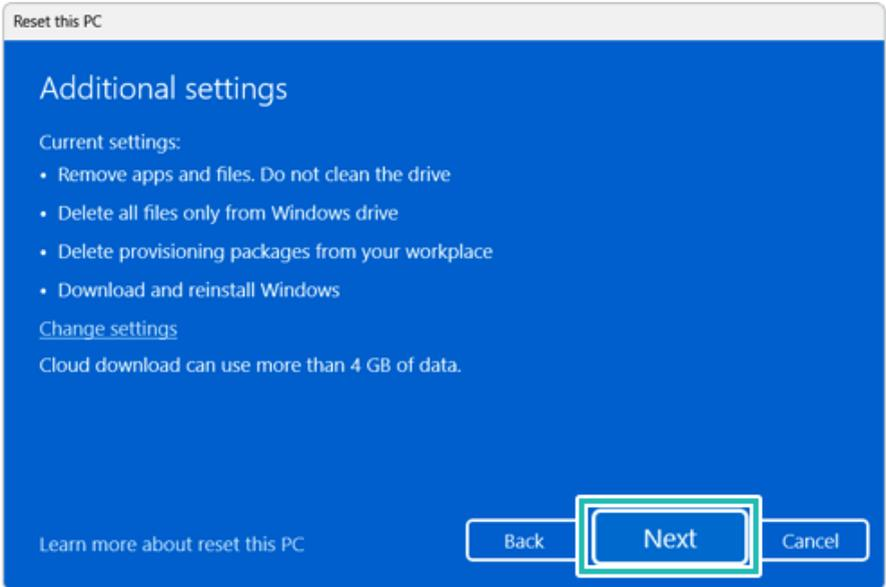 Reset this PC
Additional settings
Current settings:
• Remove apps and files. Do not clean the drive
• Delete all files only from Windows drive
• Delete provisioning packages from your workplace
• Download and reinstall Windows
Change settings
Cloud download can use more than 4 GB of data.
Learn more about reset this PC
Back
Next
Cancel